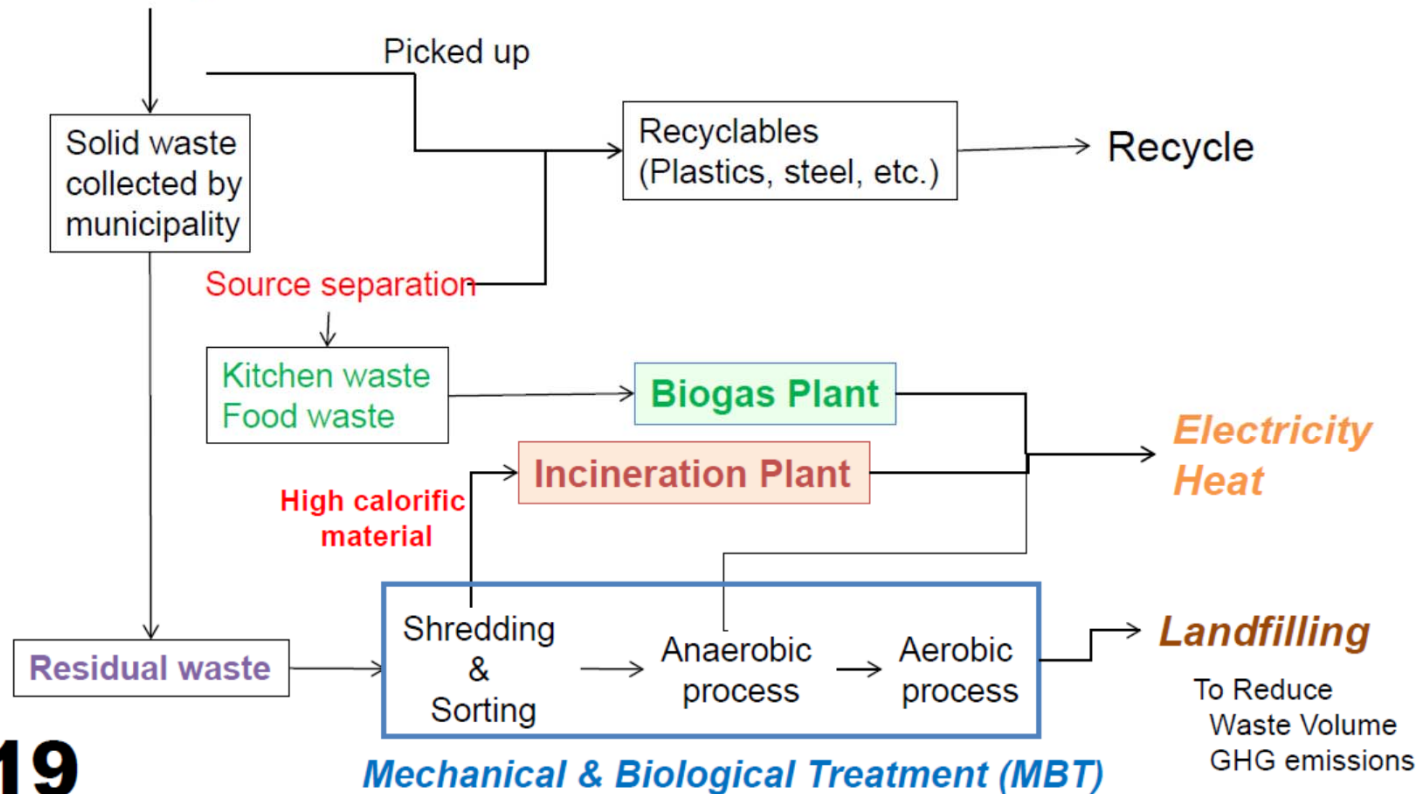 Picked up
Solid waste
collected by
municipality
Recyclables
(Plastics, steel, etc.)
Recycle
Source separation
Kitchen waste
Food waste
Biogas Plant
Incineration Plant
Electricity
Heat
High calorific
material
Residual waste
Shredding
&
Sorting
Anaerobic
process
Aerobic
process
Landfilling
To Reduce
Waste Volume
GHG emissions
Mechanical & Biological Treatment (MBT)
19